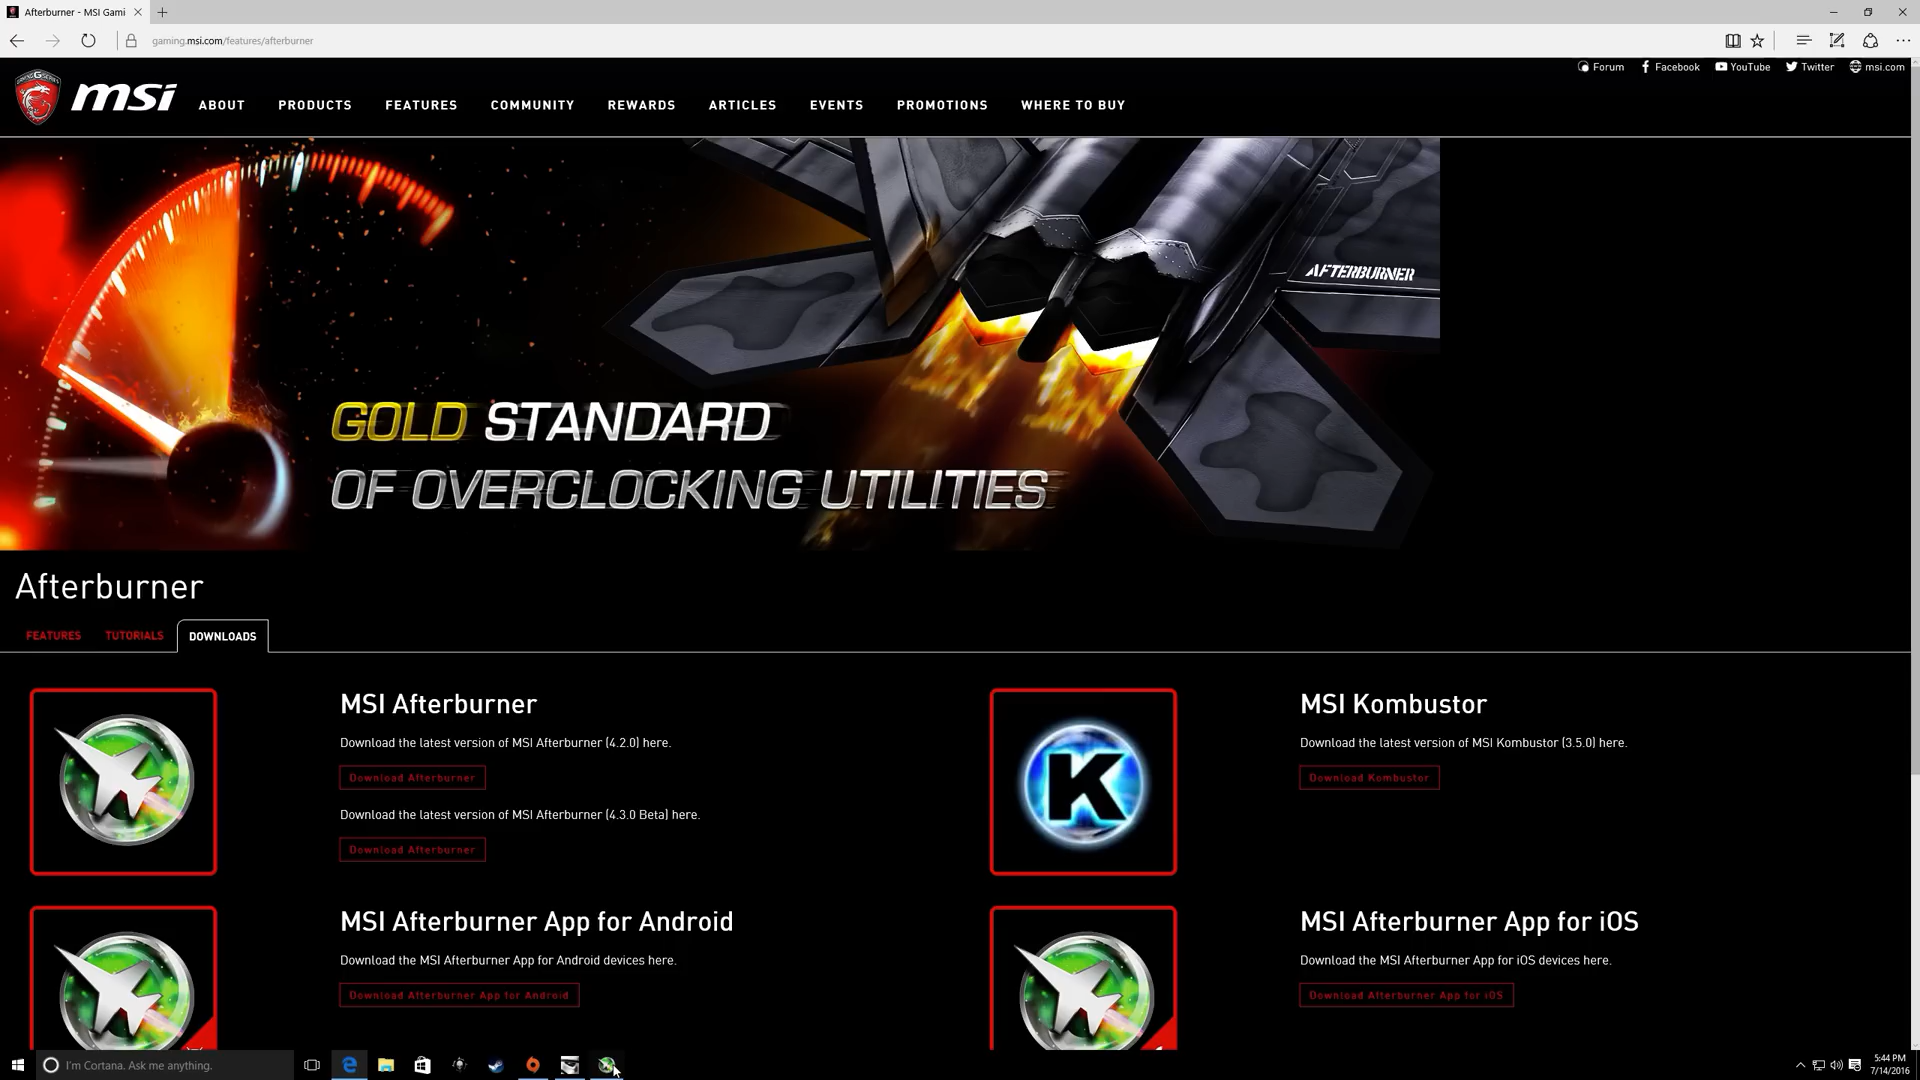 Afterburner - MSI Gami
gaming.msi.com/features/afterburner
Forum Facebook YouTube Twitter msi.com
msi ABOUT PRODUCTS FEATURES COMMUNITY REWARDS ARTICLES EVENTS PROMOTIONS WHERE TO BUY
AFTERBURNER
GOLD STANDARD
OF OVERCLOCKING UTILITIES
Afterburner
FEATURES TUTORIALS DOWNLOADS
MSI Afterburner
Download the latest version of MSI Afterburner (4.2.0) here.
Download Afterburner
Download the latest version of MSI Afterburner (4.3.0 Beta) here.
Download Afterburner
K
MSI Kombustor
Download the latest version of MSI Kombustor (3.5.0) here.
Download Kombustor
MSI Afterburner App for Android
Download the MSI Afterburner App for Android devices here.
Download Afterburner App for Android
MSI Afterburner App for iOS
Download the MSI Afterburner App for iOS devices here.
Download Afterburner App for iOS
I'm Cortana. Ask me anything.
5:44 PM
7/14/2016